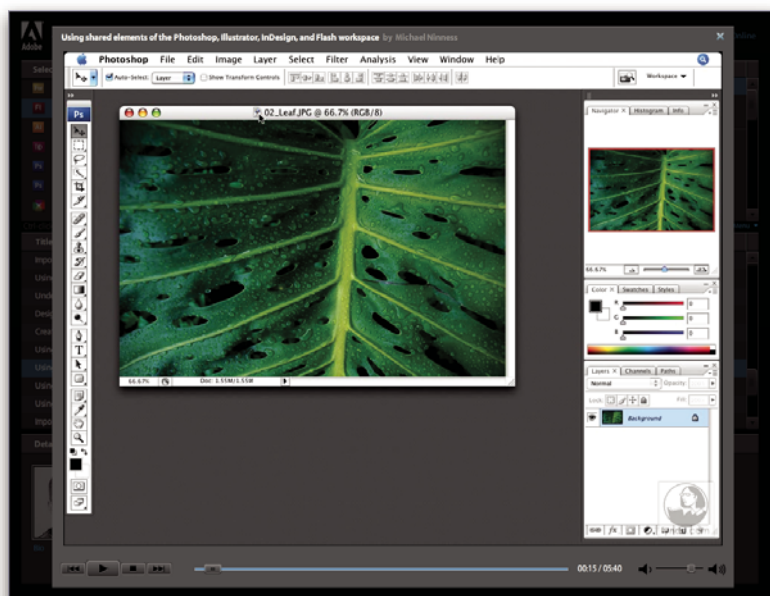 Using shared elements of the Photoshop, Illustrator, InDesign, and Flash workspace by Michael Ninness
Adobe
Photoshop File Edit Image Layer Select Filter Analysis View Window Help
Auto-Select: Layer Show Transform Controls Workspace
Ps
02_Leaf.JPG @ 66.7% (RGB/8)
Navigator Histogram Info
66.67%
Color Swatches Styles
R 0
G 0
B 0
Layers Channels Paths
Normal Opacity:
Lock: Fill:
Background
66.67% Doc: 1.55M/1.55M
00:15 / 05:40